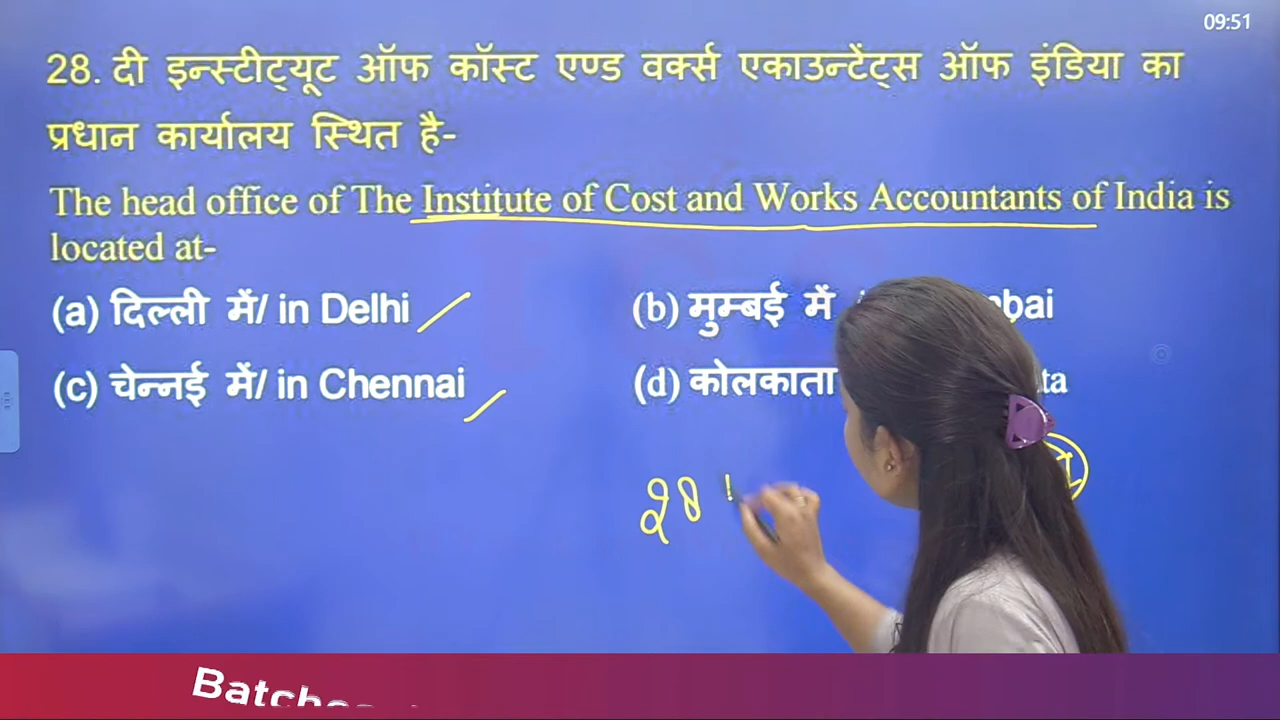 09:51
28. दी इन्स्टीट्यूट ऑफ कॉस्ट एण्ड वर्क्स एकाउन्टेंट्स ऑफ इंडिया का
प्रधान कार्यालय स्थित है-
The head office of The Institute of Cost and Works Accountants of India is
located at-
(a) दिल्ली में/ in Delhi (b) मुम्बई में
(c) चेन्नई में/ in Chennai (d) कोलकाता